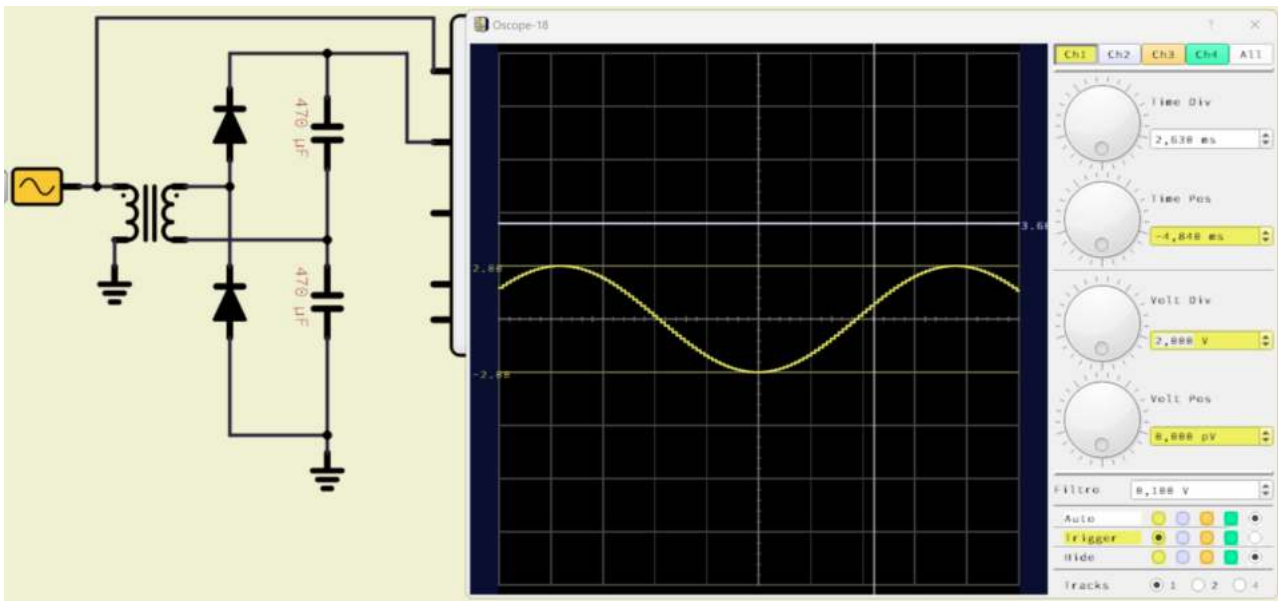 Oscope-18
? ×
Ch1 Ch2 Ch3 Ch4 All
470 µF
Time Div
2,630 ms
Time Pos
-4,840 ms
3.60
2.00
470 µF
Volt Div
2,000 V
-2.00
Volt Pos
0,000 pV
Filtro 0,100 V
Auto
Trigger
Hide
Tracks 1 2 4